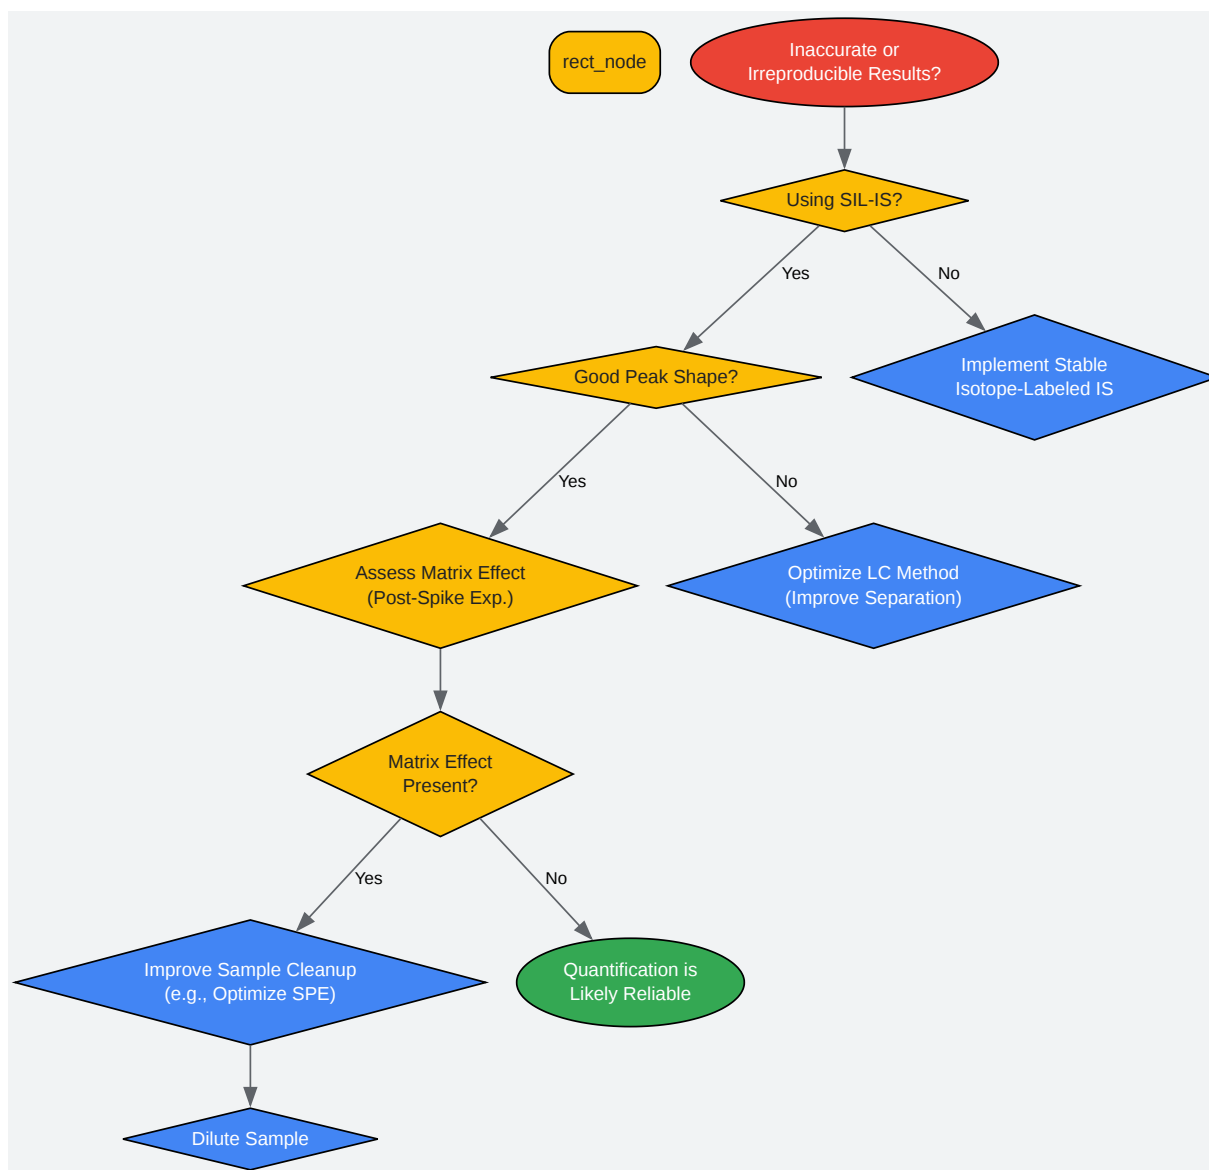 rect_node
Inaccurate or
Irreproducible Results?
Using SIL-IS?
Yes
No
Good Peak Shape?
Implement Stable
Isotope-Labeled IS
Yes
No
Assess Matrix Effect
(Post-Spike Exp.)
Optimize LC Method
(Improve Separation)
Matrix Effect
Present?
Yes
No
Improve Sample Cleanup
(e.g., Optimize SPE)
Quantification is
Likely Reliable
Dilute Sample